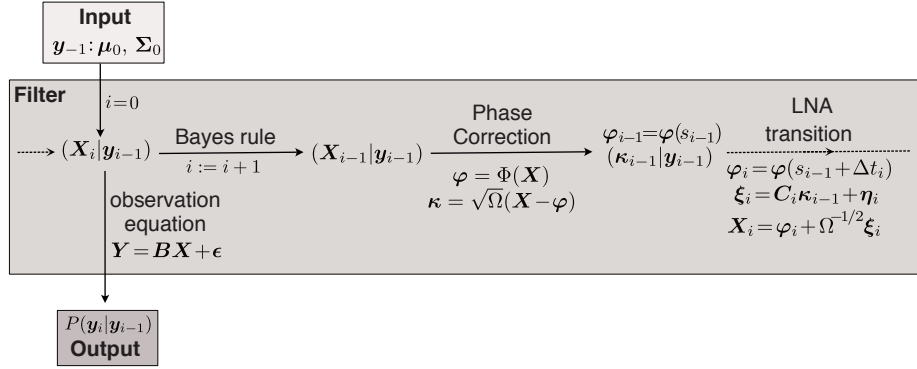 Input
y₋₁: μ₀, Σ₀
Filter
i=0
(Xᵢ|yᵢ₋₁)
Bayes rule
i := i + 1
(Xᵢ₋₁|yᵢ₋₁)
Phase
Correction
φ = Φ(X)
κ = √Ω(X−φ)
φᵢ₋₁=φ(sᵢ₋₁)
(κᵢ₋₁|yᵢ₋₁)
LNA
transition
φᵢ=φ(sᵢ₋₁+Δtᵢ)
ξᵢ=Cᵢκᵢ₋₁+ηᵢ
Xᵢ=φᵢ+Ω^{-1/2}ξᵢ
observation
equation
Y=BX+ϵ
P(yᵢ|yᵢ₋₁)
Output